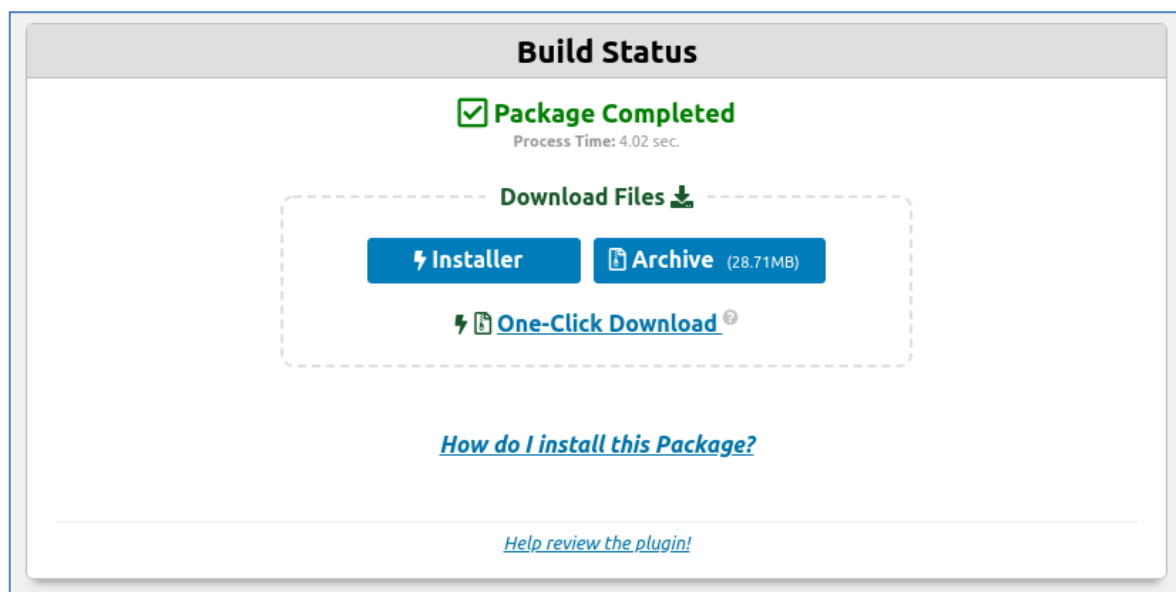 Build Status
Package Completed
Process Time: 4.02 sec.
Download Files
Installer
Archive (28.71MB)
One-Click Download ?
How do I install this Package?
Help review the plugin!